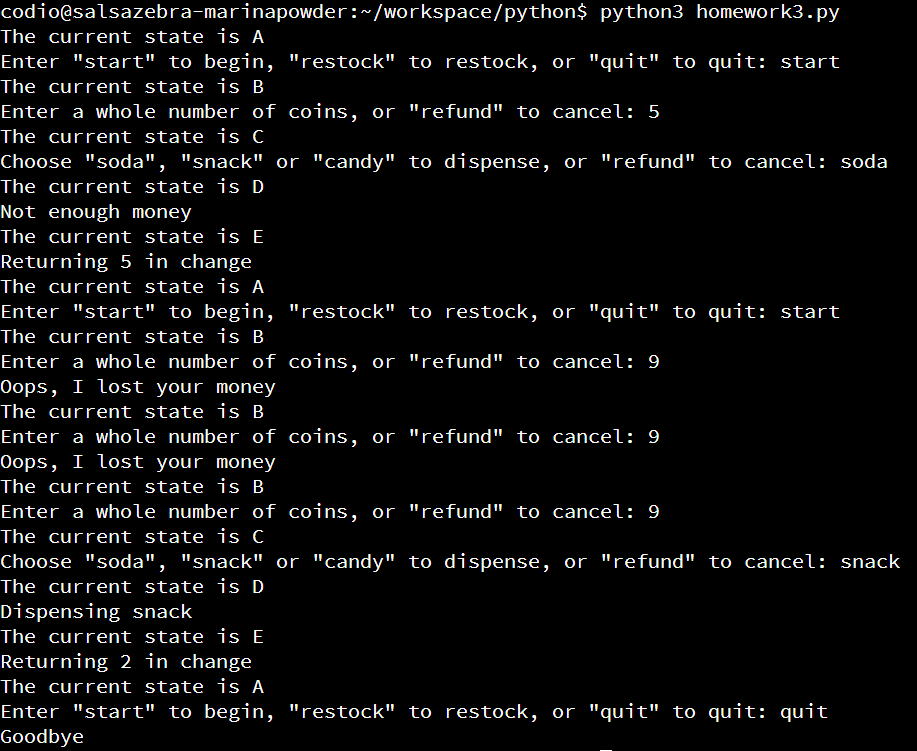 codio@salsazebra-marinapowder:~/workspace/python$ python3 homework3.py
The current state is A
Enter "start" to begin, "restock" to restock, or "quit" to quit: start
The current state is B
Enter a whole number of coins, or "refund" to cancel: 5
The current state is C
Choose "soda", "snack" or "candy" to dispense, or "refund" to cancel: soda
The current state is D
Not enough money
The current state is E
Returning 5 in change
The current state is A
Enter "start" to begin, "restock" to restock, or "quit" to quit: start
The current state is B
Enter a whole number of coins, or "refund" to cancel: 9
Oops, I lost your money
The current state is B
Enter a whole number of coins, or "refund" to cancel: 9
Oops, I lost your money
The current state is B
Enter a whole number of coins, or "refund" to cancel: 9
The current state is C
Choose "soda", "snack" or "candy" to dispense, or "refund" to cancel: snack
The current state is D
Dispensing snack
The current state is E
Returning 2 in change
The current state is A
Enter "start" to begin, "restock" to restock, or "quit" to quit: quit
Goodbye